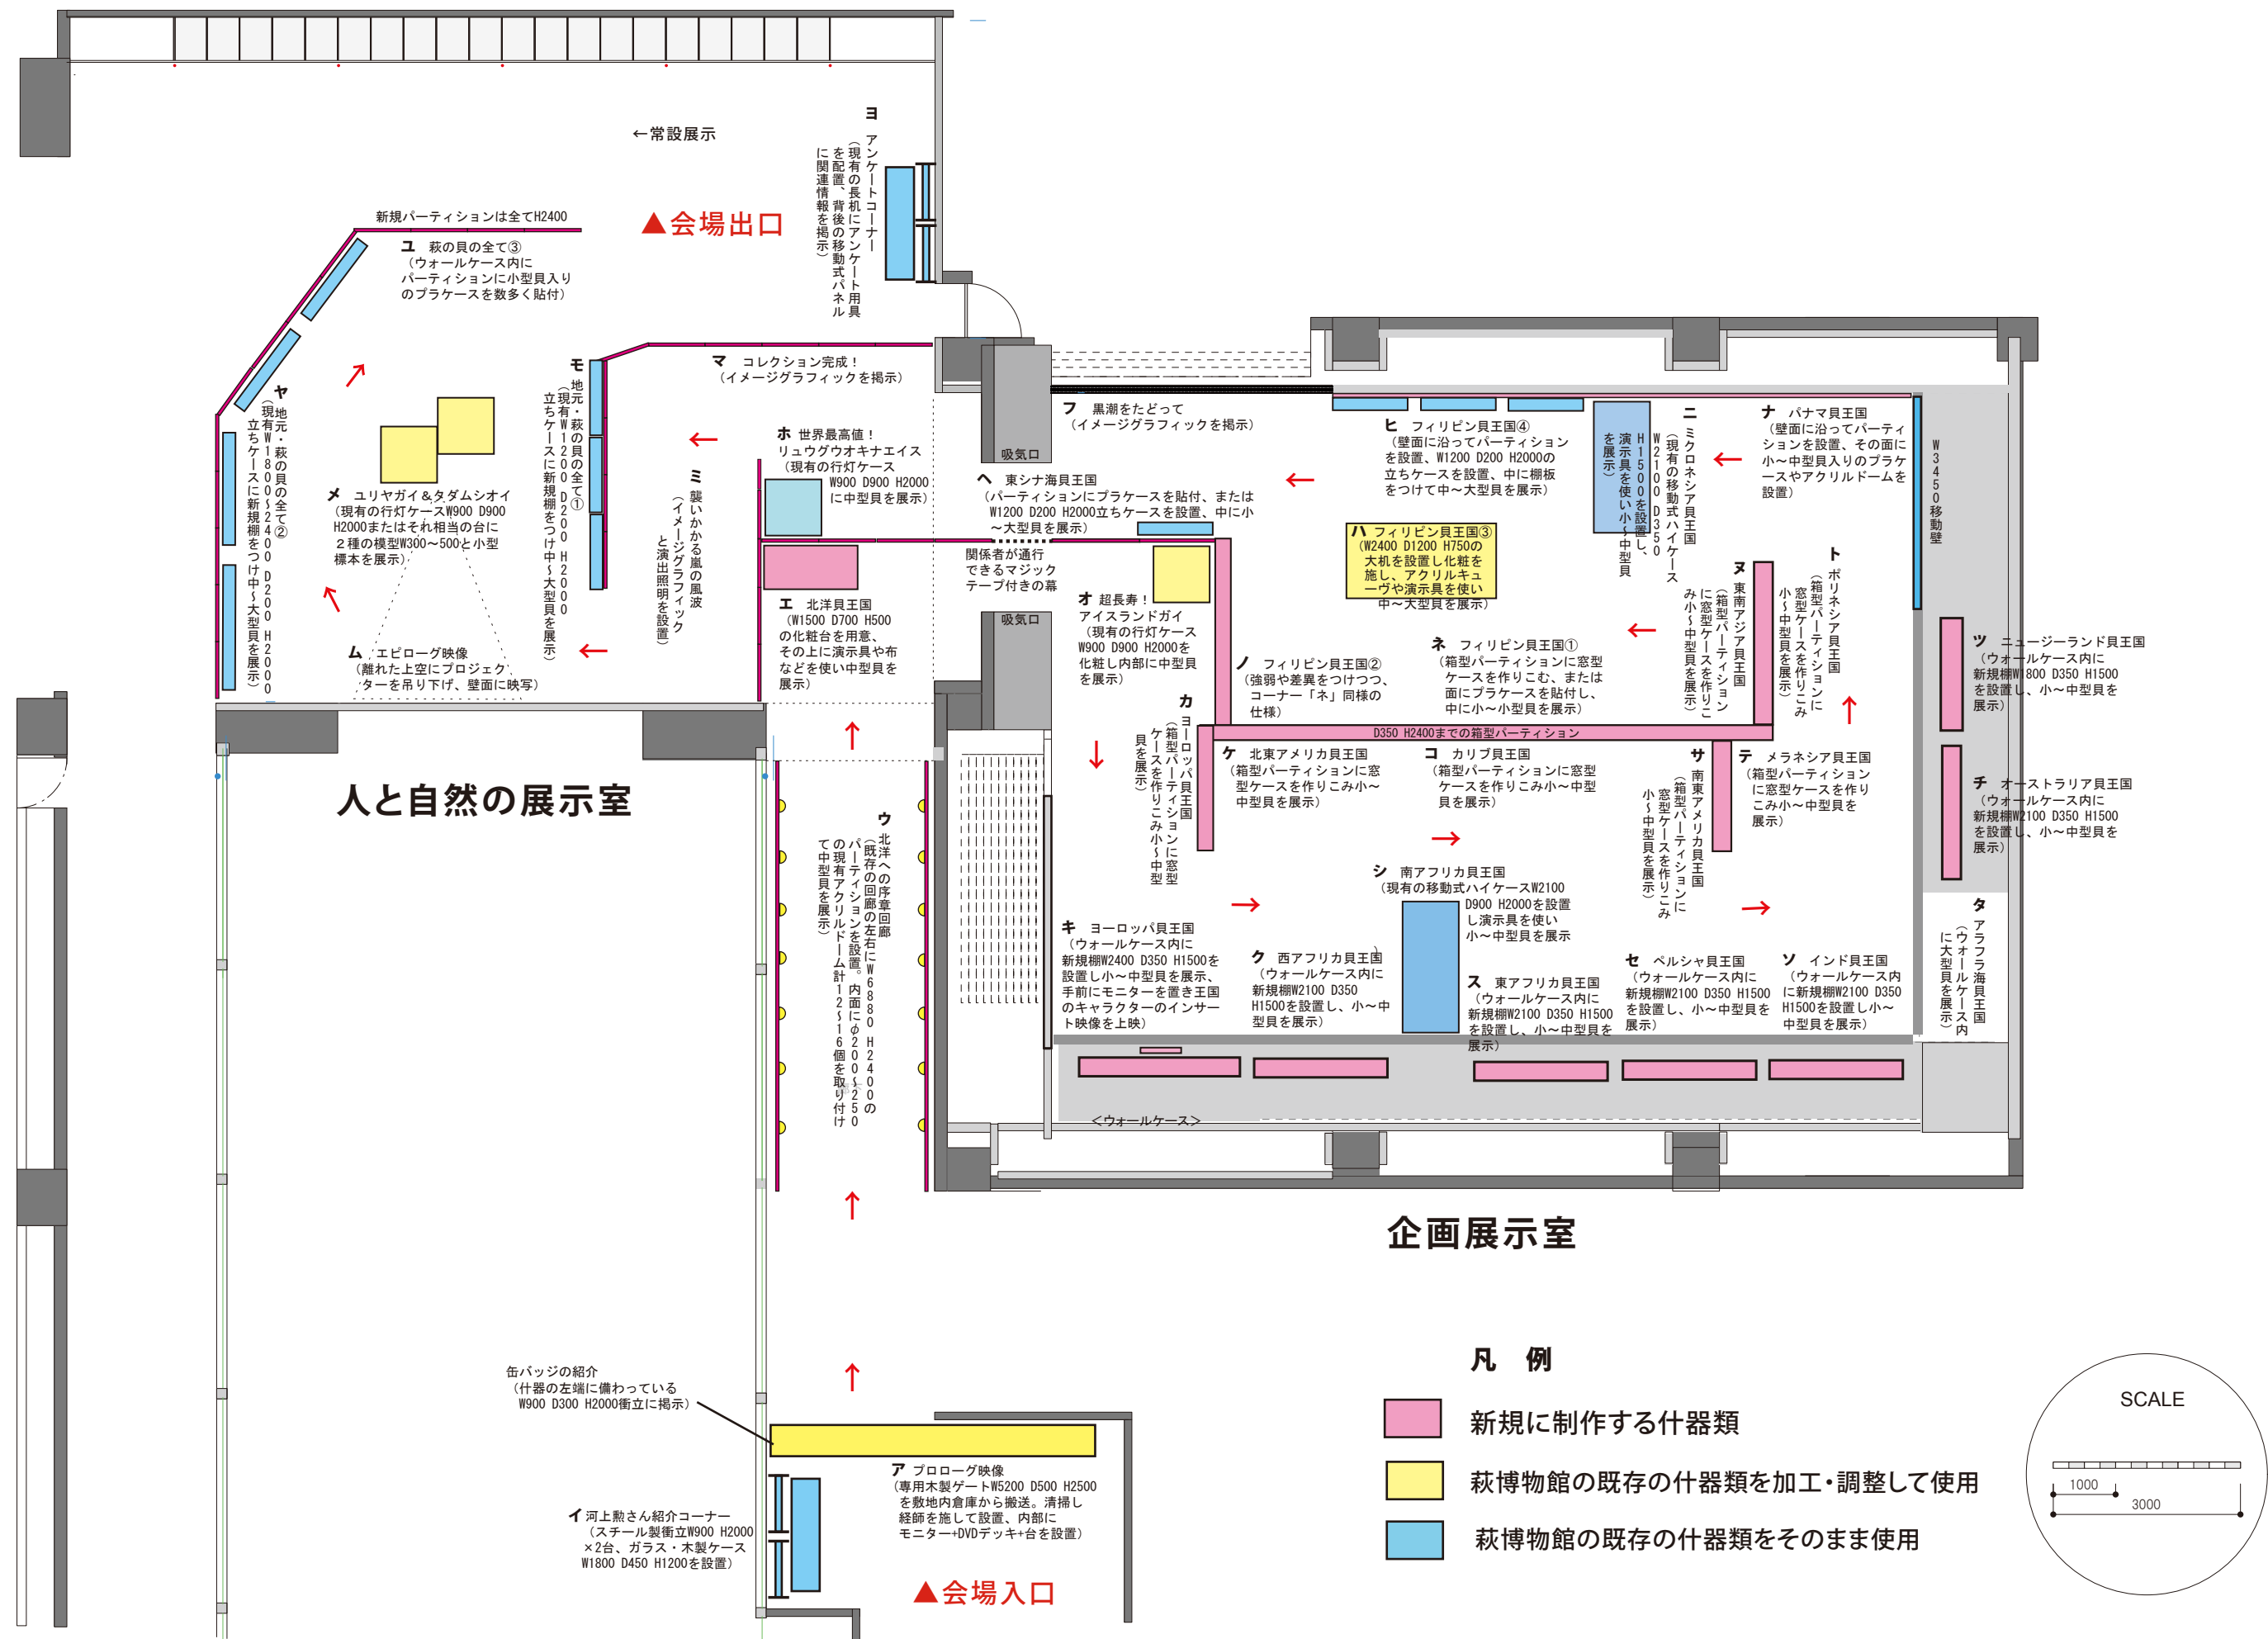 ←常設展示
ヨ アンケートコーナー
（現有の長机にアンケート用具
を配置、背後の移動式パネル
に関連情報を掲示）
▲会場出口
新規パーティションは全てH2400
ユ 萩の貝の全て③
（ウォールケース内に
パーティションに小型貝入り
のプラケースを数多く貼付）
ヤ 地元・萩の貝の全て②
（現有W1800～2400 D200 H2000
立ちケースに新規棚をつけ中～大型貝を展示）
モ 地元・萩の貝の全て①
（現有W1200 D200 H2000
立ちケースに新規棚をつけ中～大型貝を展示）
マ コレクション完成！
（イメージグラフィックを掲示）
メ ユリヤガイ＆タダムシオイ
（現有の行灯ケースW900 D900
H2000またはそれ相当の台に
２種の模型W300～500と小型
標本を展示）
ム エピローグ映像
（離れた上空にプロジェク
ターを吊り下げ、壁面に映写）
ミ 襲いかかる嵐の風波
（イメージグラフィック
と演出照明を設置）
ホ 世界最高値！
リュウグウオキナエイス
（現有の行灯ケース
W900 D900 H2000
に中型貝を展示）
エ 北洋貝王国
（W1500 D700 H500
の化粧台を用意、
その上に演示具や布
などを使い中型貝を
展示）
フ 黒潮をたどって
（イメージグラフィックを掲示）
吸気口
ヘ 東シナ海貝王国
（パーティションにプラケースを貼付、または
W1200 D200 H2000立ちケースを設置、中に小
～大型貝を展示）
関係者が通行
できるマジック
テープ付きの幕
吸気口
オ 超長寿！
アイスランドガイ
（現有の行灯ケース
W900 D900 H2000を
化粧し内部に中型貝
を展示）
ヒ フィリピン貝王国④
（壁面に沿ってパーティション
を設置、W1200 D200 H2000の
立ちケースを設置、中に棚板
をつけて中～大型貝を展示）
ニ ミクロネシア貝王国
（現有の移動式ハイケース
W2100 D350
H1500を設置し、
演示具を使い小～中型貝
を展示）
ナ パナマ貝王国
（壁面に沿ってパーティ
ションを設置、その面に
小～中型貝入りのプラケ
ースやアクリルドームを
設置）
W3450移動壁
ハ フィリピン貝王国③
（W2400 D1200 H750の
大机を設置し化粧を
施し、アクリルキュ
ーヴや演示具を使い
中～大型貝を展示）
ヌ 東南アジア貝王国
（箱型パーティション
に窓型ケースを作りこ
み小～中型貝を展示）
ト ポリネシア貝王国
（箱型パーティションに
窓型ケースを作りこみ
小～中型貝を展示）
ノ フィリピン貝王国②
（強弱や差異をつけつつ、
コーナー「ネ」同様の
仕様）
ネ フィリピン貝王国①
（箱型パーティションに窓型
ケースを作りこむ、または
面にプラケースを貼付し、
中に小～小型貝を展示）
D350 H2400までの箱型パーティション
ツ ニュージーランド貝王国
（ウォールケース内に
新規棚W1800 D350 H1500
を設置し、小～中型貝を
展示）
チ オーストラリア貝王国
（ウォールケース内に
新規棚W2100 D350 H1500
を設置し、小～中型貝を
展示）
カ ヨーロッパ貝王国
（箱型パーティションに窓型
ケースを作りこみ小～中型
貝を展示）
ケ 北東アメリカ貝王国
（箱型パーティションに窓
型ケースを作りこみ小～
中型貝を展示）
コ カリブ貝王国
（箱型パーティションに窓型
ケースを作りこみ小～中型
貝を展示）
サ 南東アメリカ貝王国
（箱型パーティションに
窓型ケースを作りこみ
小～中型貝を展示）
テ メラネシア貝王国
（箱型パーティション
に窓型ケースを作り
こみ小～中型貝を
展示）
人と自然の展示室
ウ 北洋への序章回廊
（既存の回廊の左右にW6880 H2400の
パーティションを設置。内面にφ200～250
の現有アクリルドーム計12～16個を取り付け
て中型貝を展示）
シ 南アフリカ貝王国
（現有の移動式ハイケースW2100
D900 H2000を設置
し演示具を使い
小～中型貝を展示
）
キ ヨーロッパ貝王国
（ウォールケース内に
新規棚W2400 D350 H1500を
設置し小～中型貝を展示、
手前にモニターを置き王国
のキャラクターのインサー
ト映像を上映）
ク 西アフリカ貝王国
（ウォールケース内に
新規棚W2100 D350
H1500を設置し、小～中
型貝を展示）
ス 東アフリカ貝王国
（ウォールケース内に
新規棚W2100 D350 H1500
を設置し、小～中型貝を
展示）
セ ペルシャ貝王国
（ウォールケース内に
新規棚W2100 D350 H1500
を設置し、小～中型貝を
展示）
ソ インド貝王国
（ウォールケース内
に新規棚W2100 D350
H1500を設置し小～
中型貝を展示）
タ アラフラ海貝王国
（ウォールケース内
に大型貝を展示）
＜ウォールケース＞
企画展示室
缶バッジの紹介
（什器の左端に備わっている
W900 D300 H2000衝立に掲示）
ア プロローグ映像
（専用木製ゲートW5200 D500 H2500
を敷地内倉庫から搬送。清掃し
経師を施して設置、内部に
モニター+DVDデッキ+台を設置）
イ 河上勲さん紹介コーナー
（スチール製衝立W900 H2000
×2台、ガラス・木製ケース
W1800 D450 H1200を設置）
▲会場入口
凡 例
新規に制作する什器類
萩博物館の既存の什器類を加工・調整して使用
萩博物館の既存の什器類をそのまま使用
SCALE
1000
3000